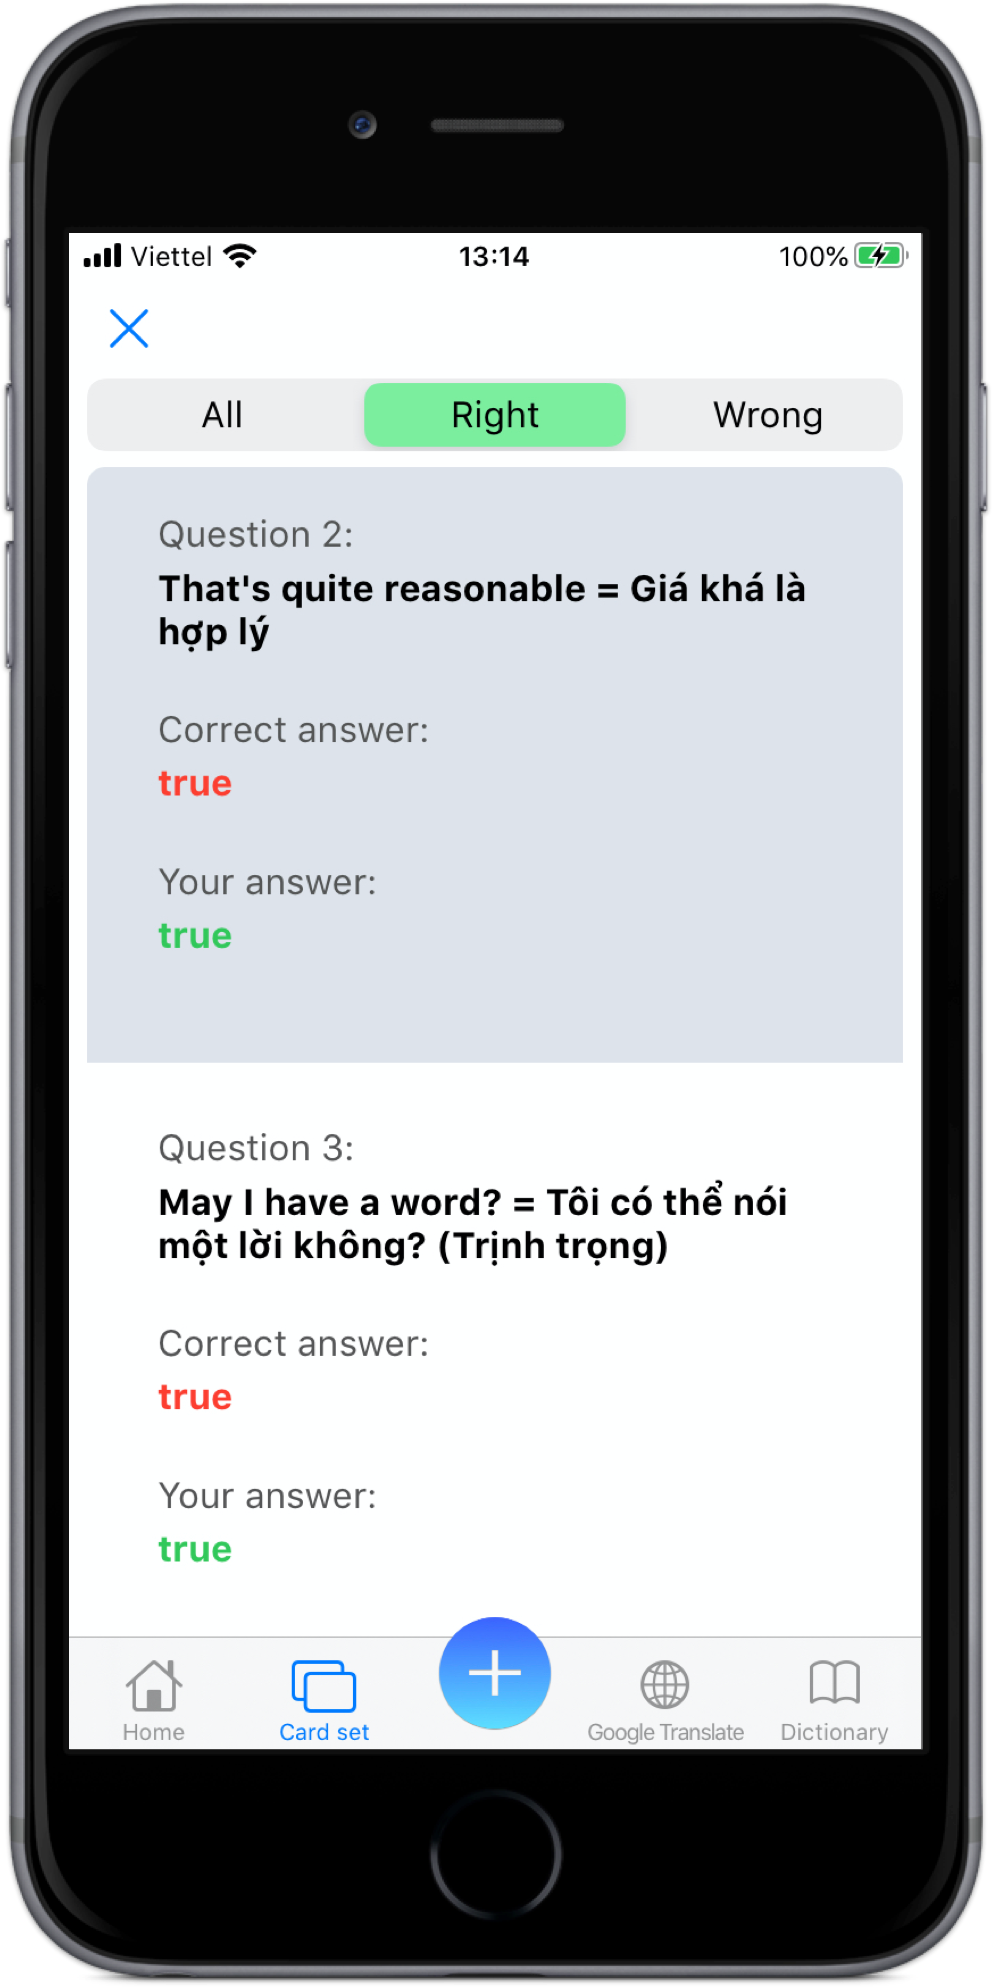 Viettel 13:14 100%
All Right Wrong
Question 2:
That's quite reasonable = Giá khá là
hợp lý
Correct answer:
true
Your answer:
true
Question 3:
May I have a word? = Tôi có thể nói
một lời không? (Trịnh trọng)
Correct answer:
true
Your answer:
true
Home Card set Google Translate Dictionary